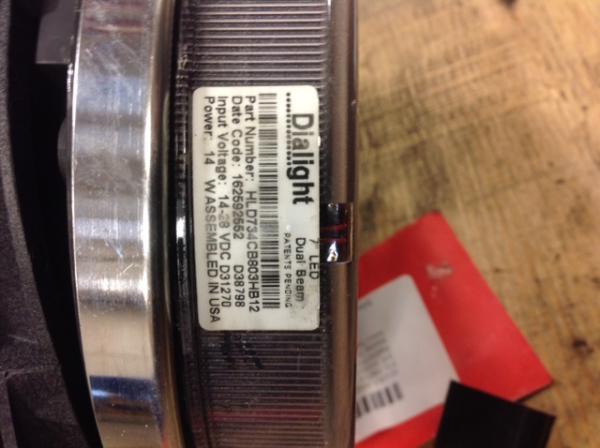 Dialight
7" LED
Dual Beam
PATENTS PENDING
Part Number: HLD734CB803HB12
Date Code: 162592552 D38798
Input Voltage: 14-28 VDC D31270
Power: 14 W ASSEMBLED IN USA